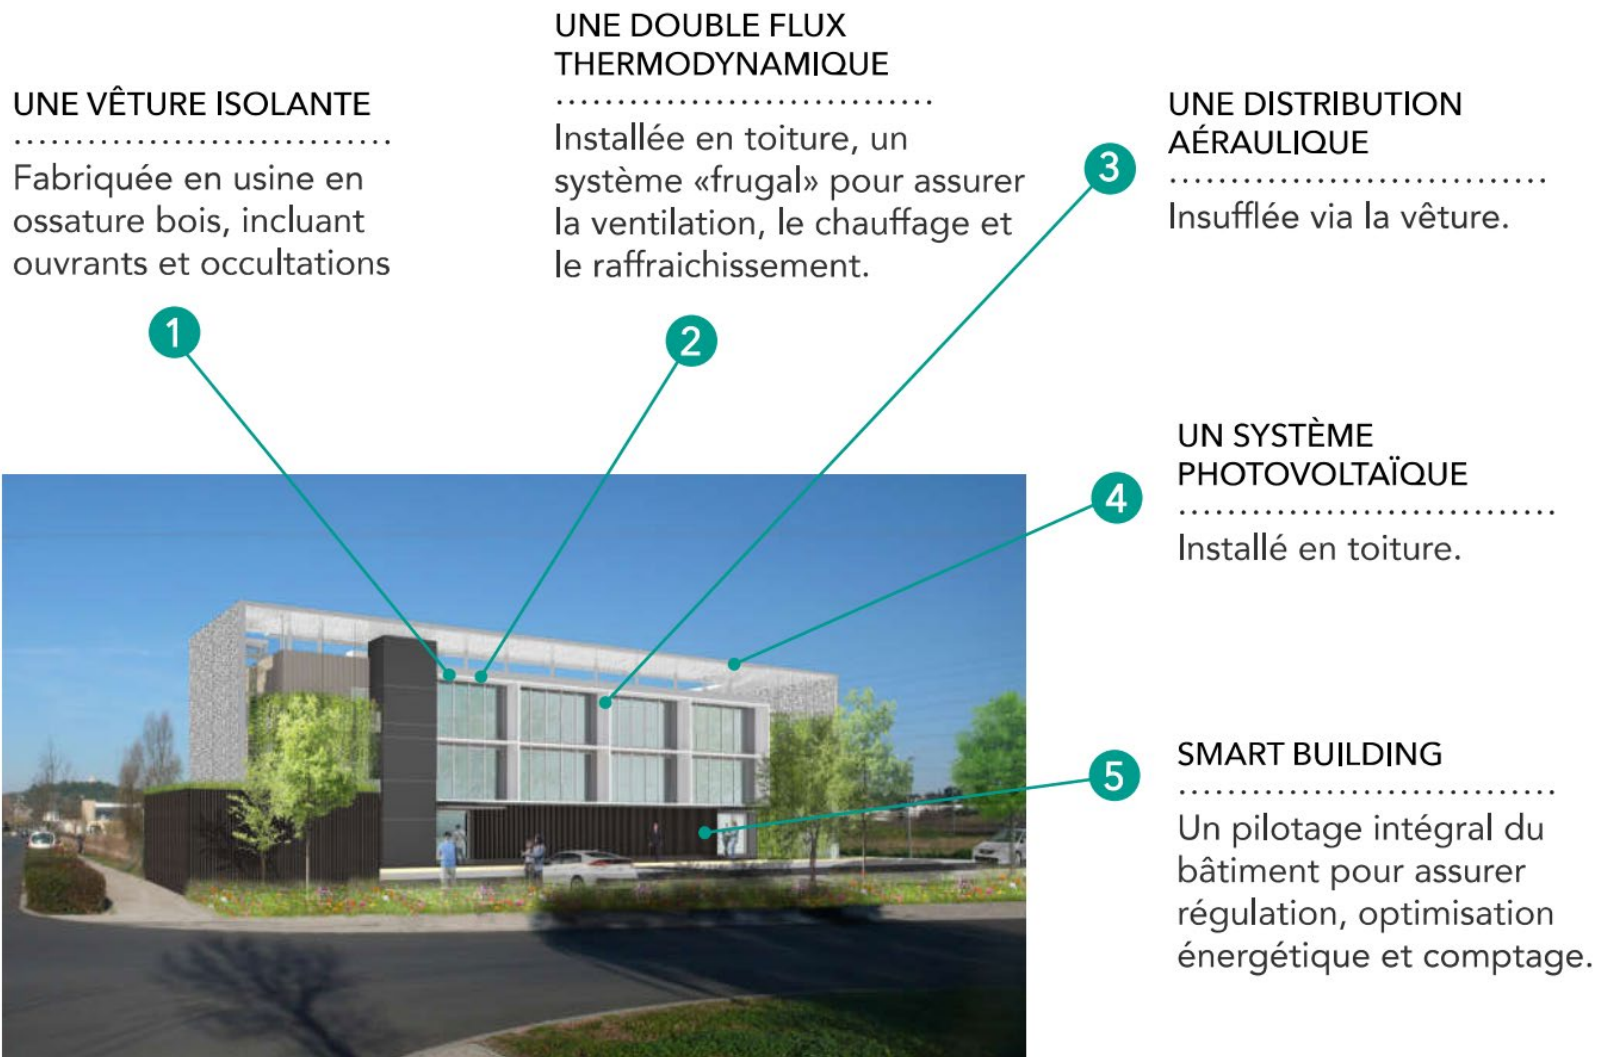 UNE VÊTURE ISOLANTE
Fabriquée en usine en
ossature bois, incluant
ouvrants et occultations
1
UNE DOUBLE FLUX
THERMODYNAMIQUE
Installée en toiture, un
système «frugal» pour assurer
la ventilation, le chauffage et
le raffraichissement.
2
3
UNE DISTRIBUTION
AÉRAULIQUE
Insufflée via la vêture.
4
UN SYSTÈME
PHOTOVOLTAÏQUE
Installé en toiture.
5
SMART BUILDING
Un pilotage intégral du
bâtiment pour assurer
régulation, optimisation
énergétique et comptage.